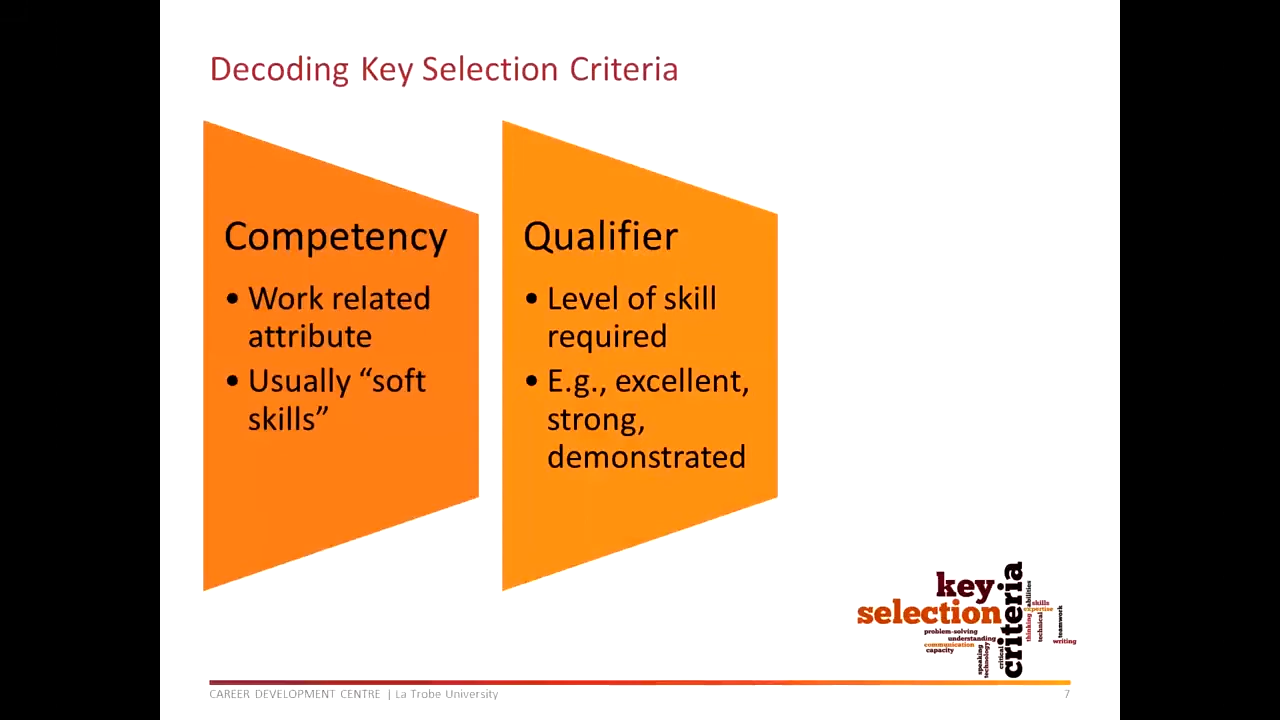 Decoding Key Selection Criteria
Competency
• Work related
attribute
• Usually “soft
skills”
Qualifier
• Level of skill
required
• E.g., excellent,
strong,
demonstrated
key
selection
criteria
problem-solving
understanding
communication
capacity
speaking
technology
critical
thinking
abilities
skills
expertise
technical
teamwork
writing
CAREER DEVELOPMENT CENTRE | La Trobe University
7